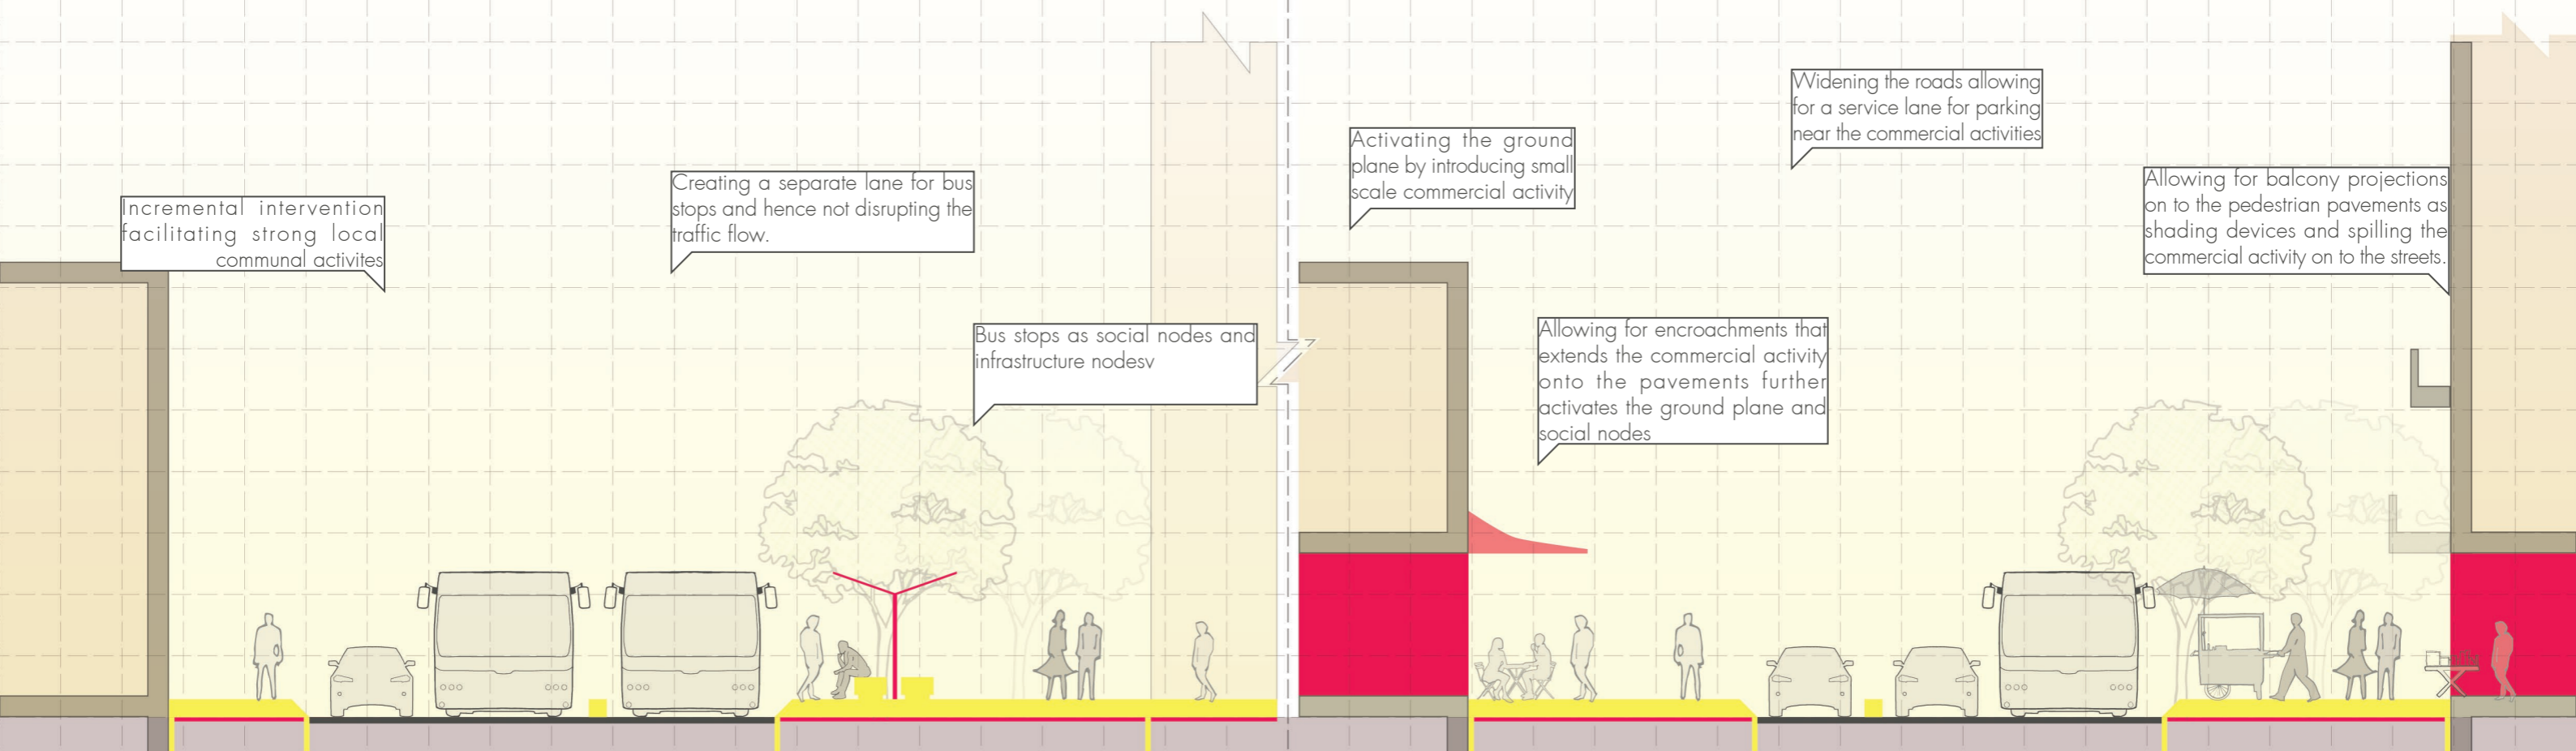 Incremental intervention
facilitating strong local
communal activites
Creating a separate lane for bus
stops and hence not disrupting the
traffic flow.
Bus stops as social nodes and
infrastructure nodesv
Activating the ground
plane by introducing small
scale commercial activity
Allowing for encroachments that
extends the commercial activity
onto the pavements further
activates the ground plane and
social nodes
Widening the roads allowing
for a service lane for parking
near the commercial activities
Allowing for balcony projections
on to the pedestrian pavements as
shading devices and spilling the
commercial activity on to the streets.